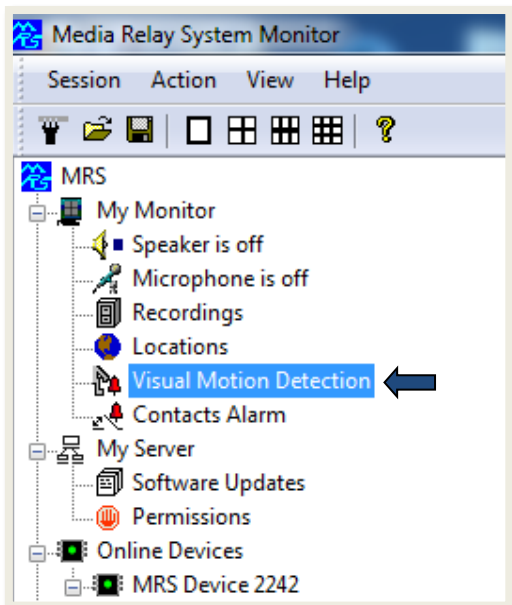 Media Relay System Monitor
Session Action View Help
MRS
My Monitor
Speaker is off
Microphone is off
Recordings
Locations
Visual Motion Detection
Contacts Alarm
My Server
Software Updates
Permissions
Online Devices
MRS Device 2242